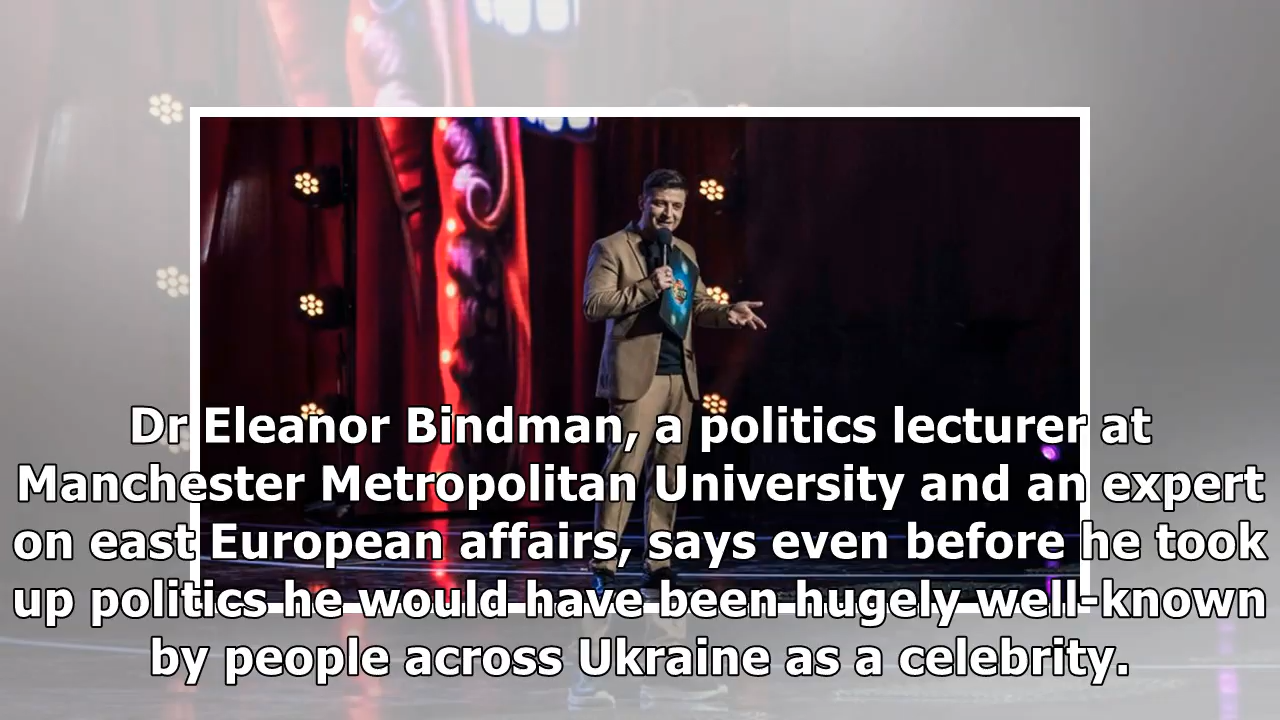 Dr Eleanor Bindman, a politics lecturer at
Manchester Metropolitan University and an expert
on east European affairs, says even before he took
up politics he would have been hugely well-known
by people across Ukraine as a celebrity.